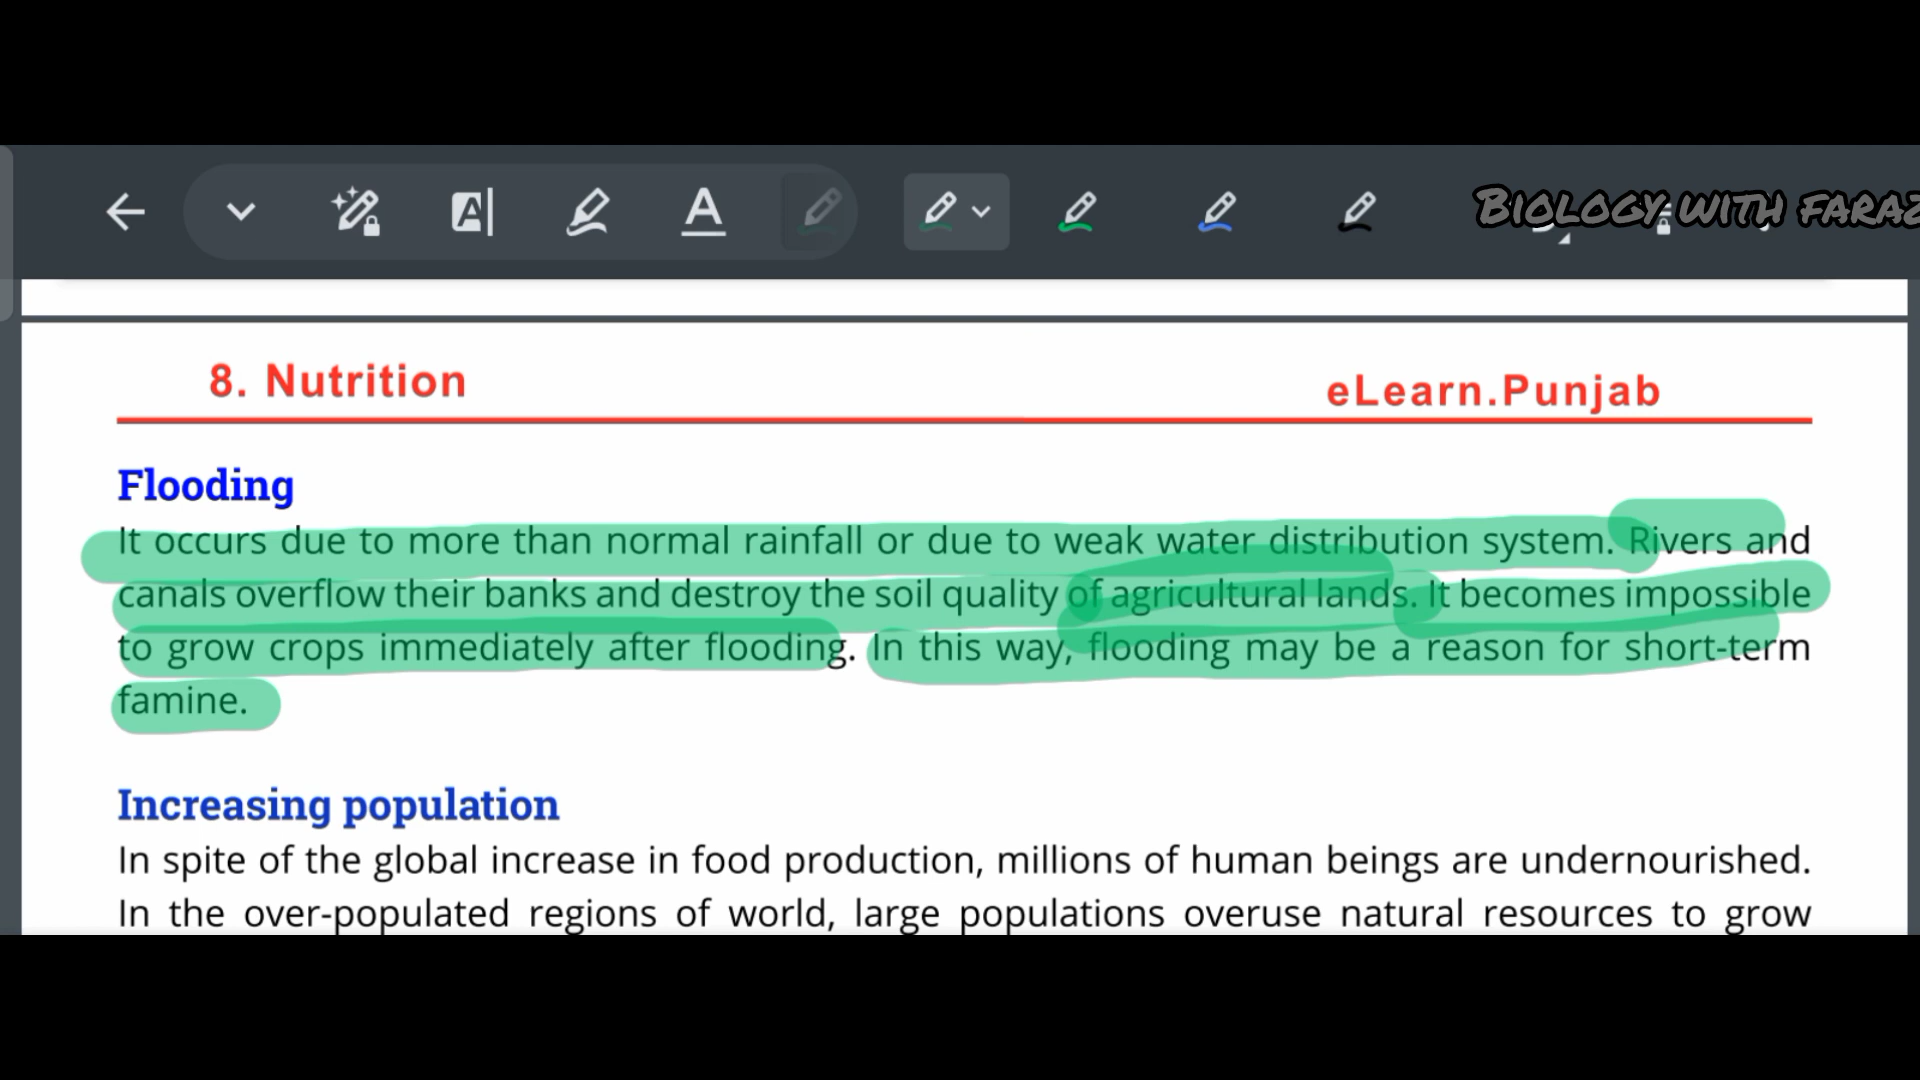 BIOLOGY WITH FARAZ
8. Nutrition
eLearn.Punjab
Flooding
It occurs due to more than normal rainfall or due to weak water distribution system. Rivers and
canals overflow their banks and destroy the soil quality of agricultural lands. It becomes impossible
to grow crops immediately after flooding. In this way, flooding may be a reason for short-term
famine.
Increasing population
In spite of the global increase in food production, millions of human beings are undernourished.
In the over-populated regions of world, large populations overuse natural resources to grow